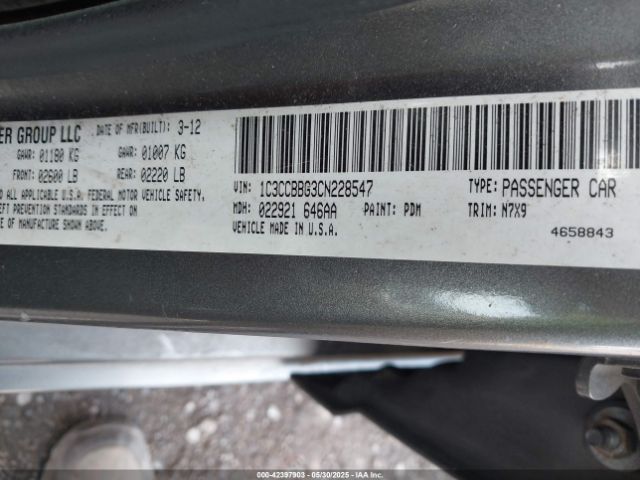 ER GROUP LLC DATE OF MFR(BUILT): 3-12
GAWR: 01180 KG GAWR: 01007 KG
FRONT: 02600 LB REAR: 02220 LB
ALL APPLICABLE U.S.A. FEDERAL MOTOR VEHICLE SAFETY,
EFT PREVENTION STANDARDS IN EFFECT ON
E OF MANUFACTURE SHOWN ABOVE.
VIN: 1C3CCBBG3CN228547 TYPE: PASSENGER CAR
MDH: 022921 646AA PAINT: PDM TRIM: N7X9
VEHICLE MADE IN U.S.A.
4658843
000-42397903 - 05/30/2025 - IAAI INC. COPYRIGHT